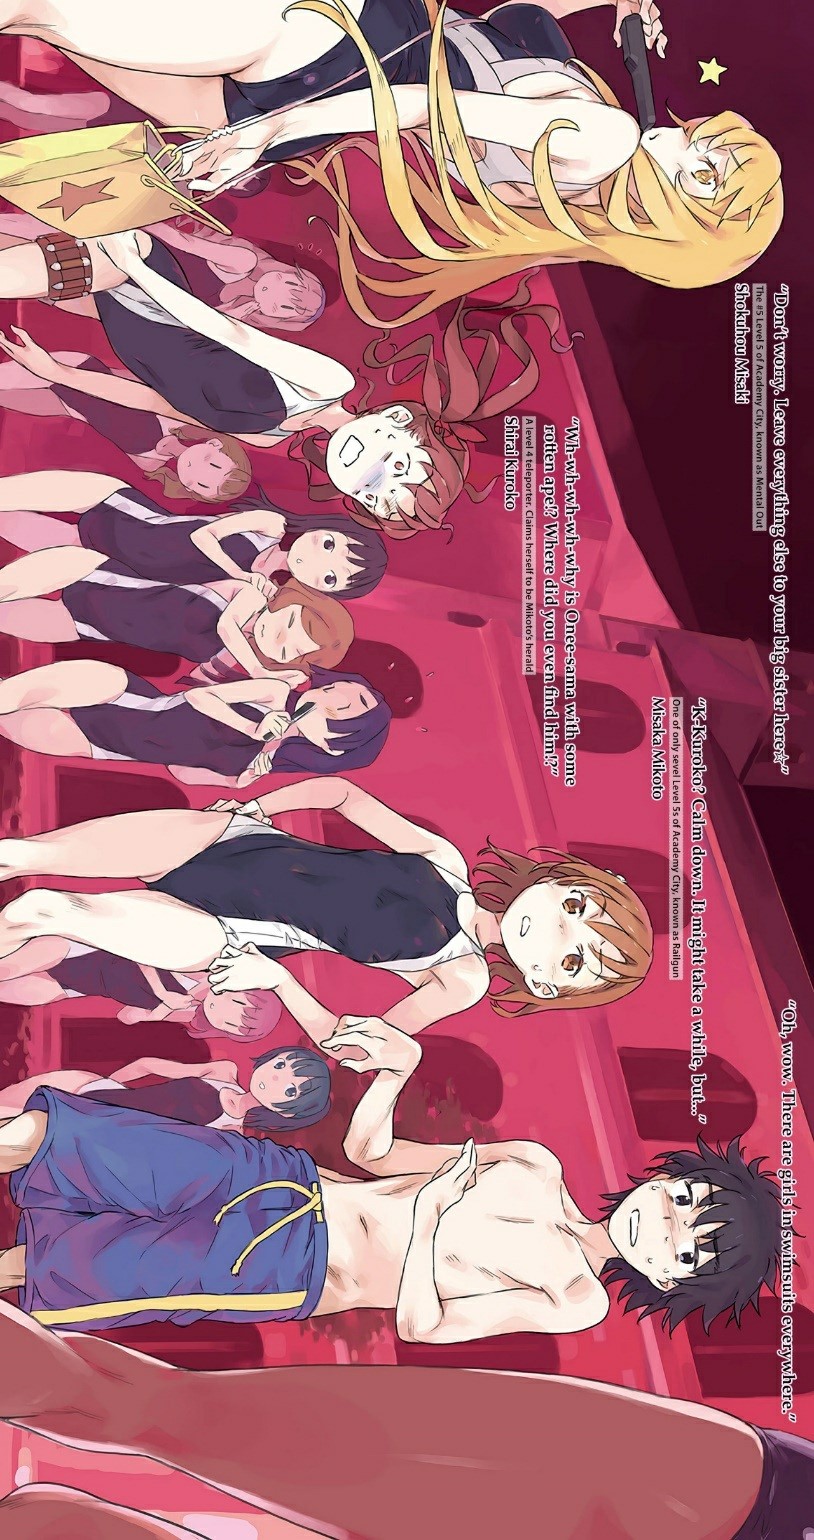 “Don't worry. Leave everything else to your big sister here☆”
The #5 Level 5 of Academy City, known as Mental Out
Shokuhou Misaki
“Wh-wh-wh-wh-why is Onee-sama with some
rotten ape!? Where did you even find him!?”
A level 4 teleporter. Claims herself to be Mikoto's herald
Shirai Kuroko
“K-Kuroko? Calm down. It might take a while, but...”
One of only sevel Level 5s of Academy City, known as Railgun
Misaka Mikoto
“Oh, wow. There are girls in swimsuits everywhere.”